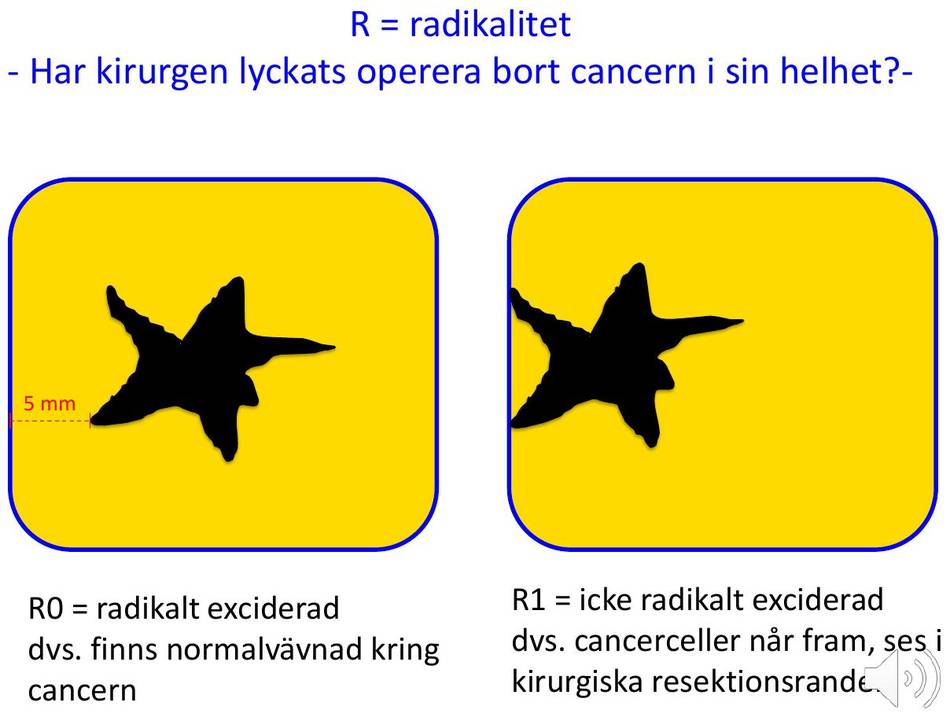 R = radikalitet
- Har kirurgen lyckats operera bort cancern i sin helhet?-
5 mm
R0 = radikalt exciderad
dvs. finns normalvävnad kring
cancern
R1 = icke radikalt exciderad
dvs. cancerceller når fram, ses i
kirurgiska